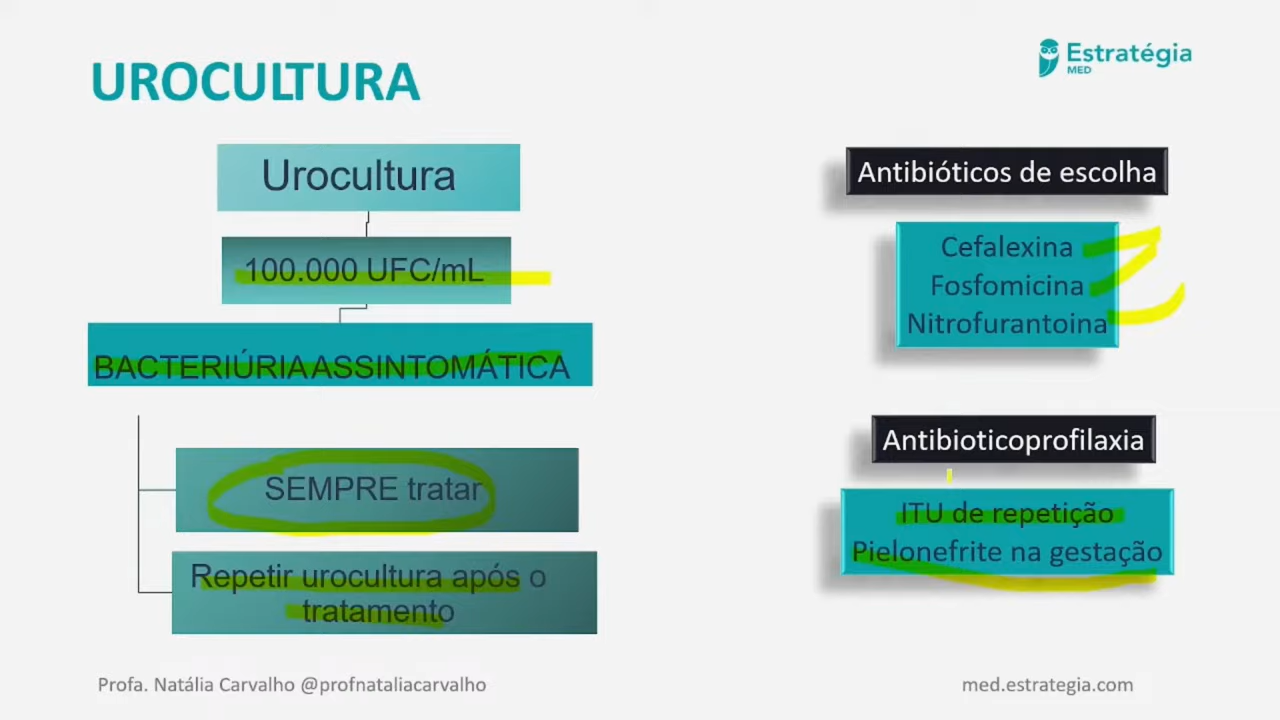 UROCULTURA
Estratégia
MED
Urocultura
100.000 UFC/mL
BACTERIÚRIA ASSINTOMÁTICA
SEMPRE tratar
Repetir urocultura após o
tratamento
Antibióticos de escolha
Cefalexina
Fosfomicina
Nitrofurantoina
Antibioticoprofilaxia
ITU de repetição
Pielonefrite na gestação
Profa. Natália Carvalho @profnataliacarvalho
med.estrategia.com